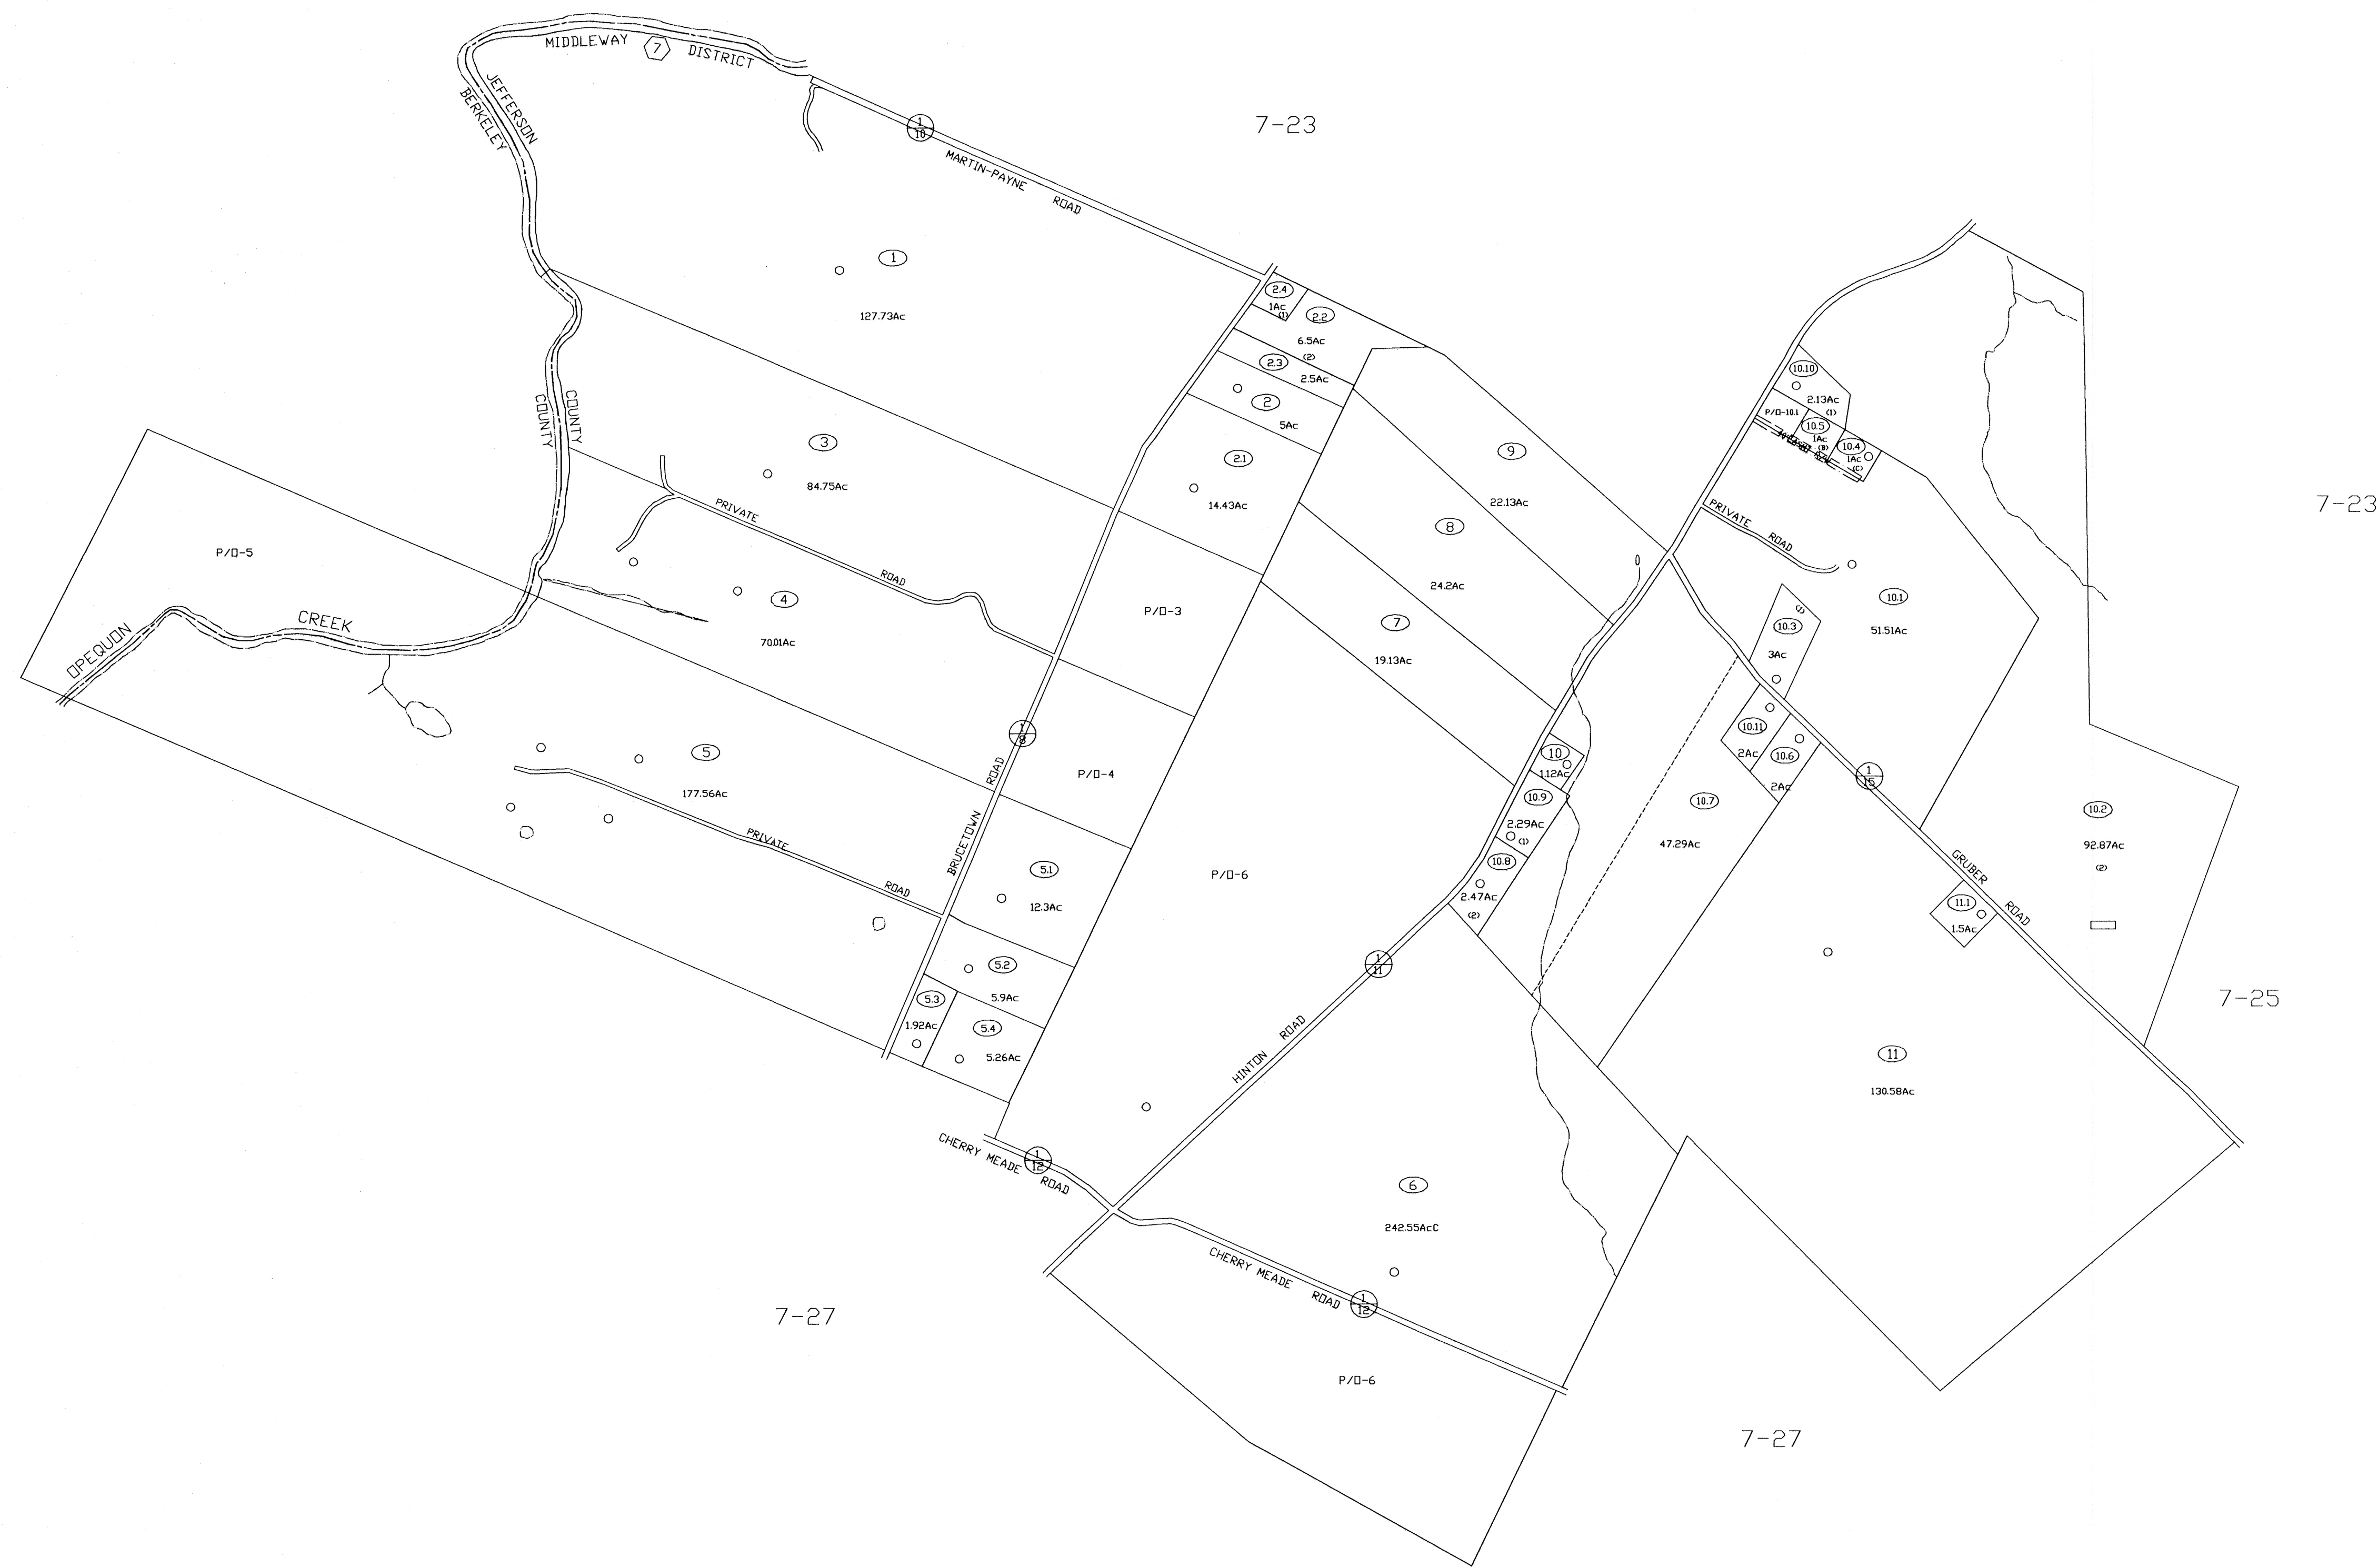 MIDDLEWAY 7 DISTRICT
JEFFERSON
BERKELEY
7-23
1
10
MARTIN-PAYNE ROAD
1
127.73Ac
2.4
1Ac
(1)
2.2
6.5Ac
(2)
2.3
2.5Ac
2
5Ac
10.10
2.13Ac
(1)
P/O-10.1
10.5
1Ac
10.4
1Ac
(C)
COUNTY
COUNTY
3
84.75Ac
2.1
14.43Ac
9
22.13Ac
7-23
PRIVATE ROAD
PRIVATE ROAD
P/O-5
8
24.2Ac
4
70.01Ac
P/O-3
7
19.13Ac
10.1
51.51Ac
10.3
3Ac
OPEQUON CREEK
1
8
5
177.56Ac
P/O-4
10
1.12Ac
10.11
2Ac
10.6
2Ac
1
15
10.7
47.29Ac
10.9
2.29Ac
(1)
10.2
92.87Ac
(2)
PRIVATE ROAD
BRUCETOWN ROAD
5.1
12.3Ac
P/O-6
10.8
2.47Ac
(2)
GRUBER ROAD
11.1
1.5Ac
5.2
5.9Ac
5.3
1.92Ac
5.4
5.26Ac
1
11
HINTON ROAD
7-25
11
130.58Ac
CHERRY MEADE ROAD
1
12
6
242.55AcC
CHERRY MEADE ROAD
1
12
7-27
P/O-6
7-27